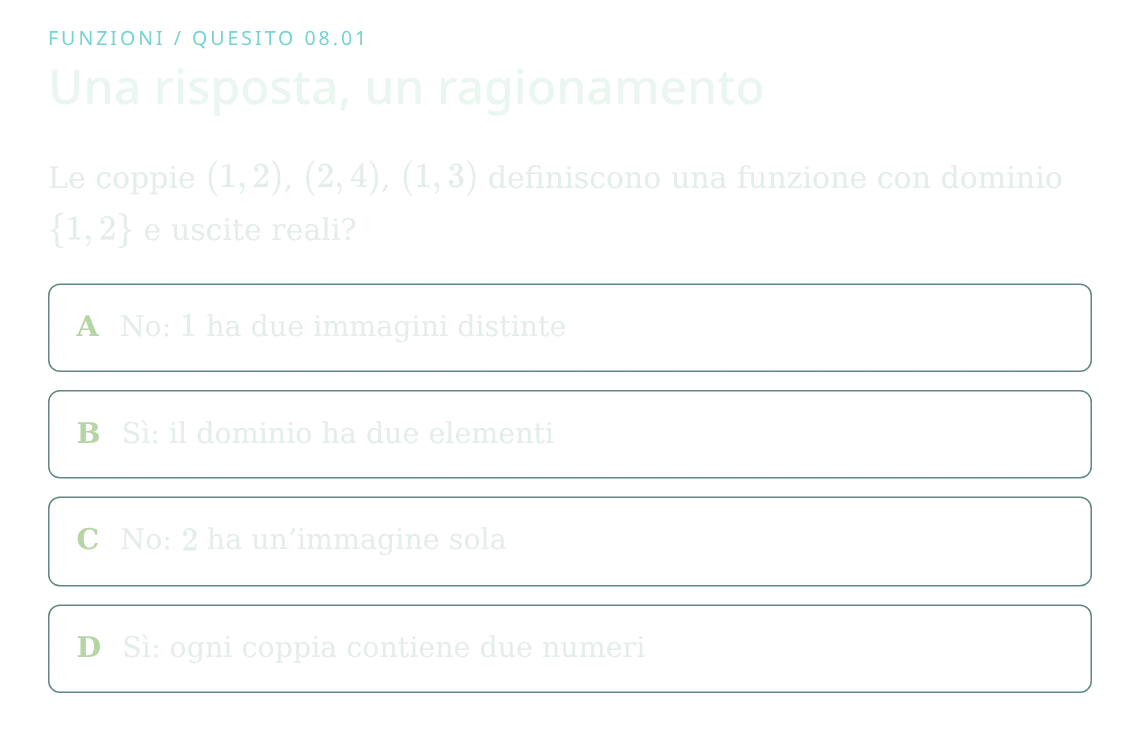 FUNZIONI / QUESITO 08.01
Una risposta, un ragionamento
Le coppie (1, 2), (2, 4), (1, 3) definiscono una funzione con dominio
{1, 2} e uscite reali?
A No: 1 ha due immagini distinte
B Sì: il dominio ha due elementi
C No: 2 ha un’immagine sola
D Sì: ogni coppia contiene due numeri